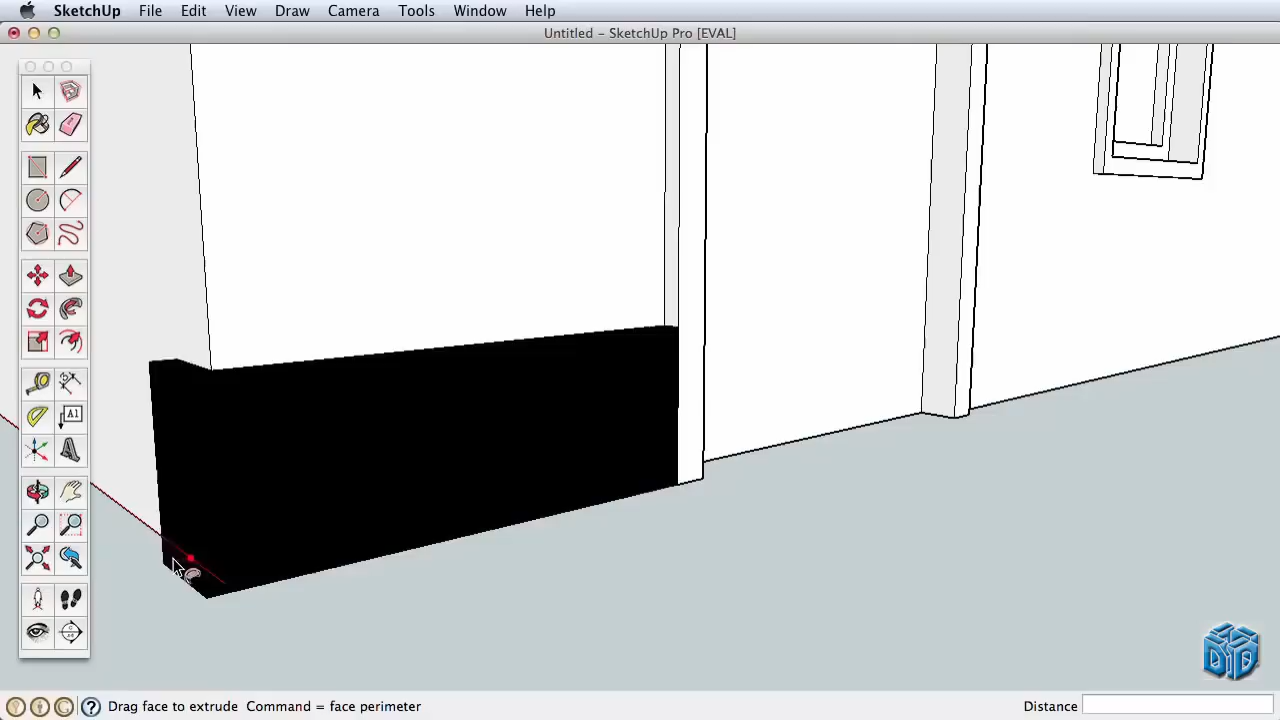 SketchUp File Edit View Draw Camera Tools Window Help
Untitled – SketchUp Pro [EVAL]
A1
Drag face to extrude Command = face perimeter
Distance